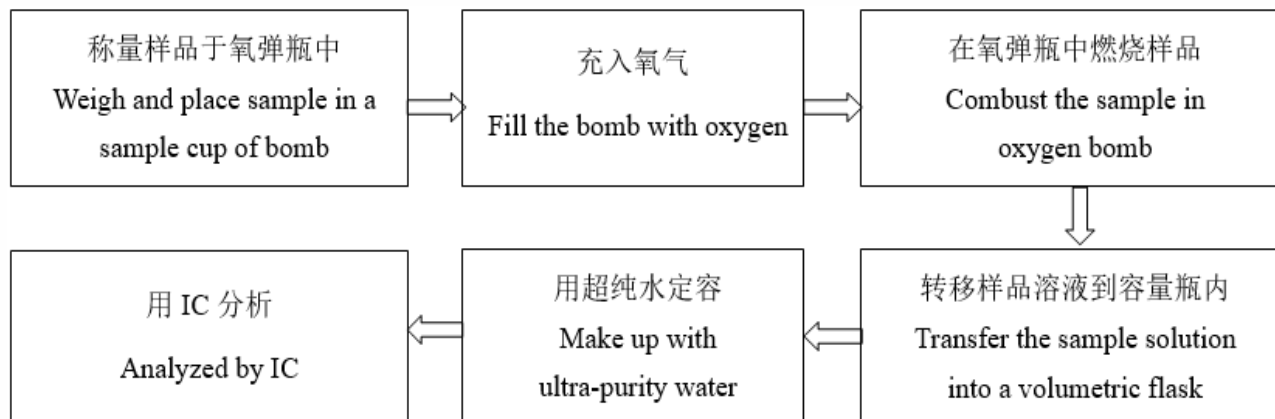 称量样品于氧弹瓶中
Weigh and place sample in a
sample cup of bomb
充入氧气
Fill the bomb with oxygen
在氧弹瓶中燃烧样品
Combust the sample in
oxygen bomb
转移样品溶液到容量瓶内
Transfer the sample solution
into a volumetric flask
用超纯水定容
Make up with
ultra-purity water
用 IC 分析
Analyzed by IC